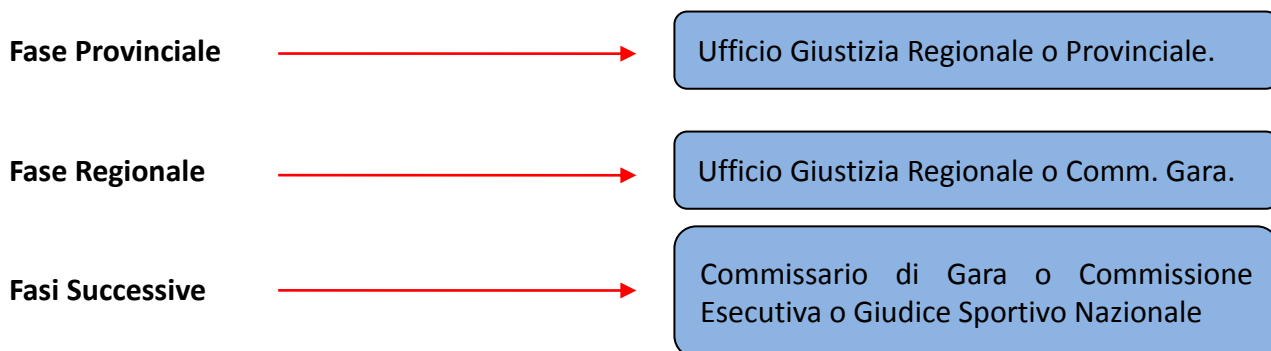 Fase Provinciale
Ufficio Giustizia Regionale o Provinciale.
Fase Regionale
Ufficio Giustizia Regionale o Comm. Gara.
Fasi Successive
Commissario di Gara o Commissione
Esecutiva o Giudice Sportivo Nazionale